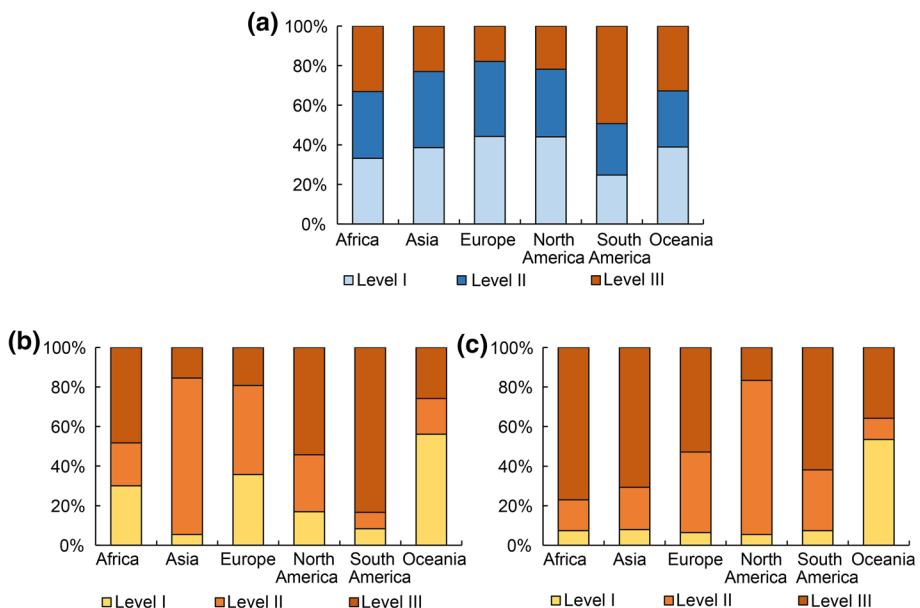 (a)
100%
80%
60%
40%
20%
0%
Africa Asia Europe North America South America Oceania
Level I Level II Level III
(b)
100%
80%
60%
40%
20%
0%
Africa Asia Europe North America South America Oceania
Level I Level II Level III
(c)
100%
80%
60%
40%
20%
0%
Africa Asia Europe North America South America Oceania
Level I Level II Level III